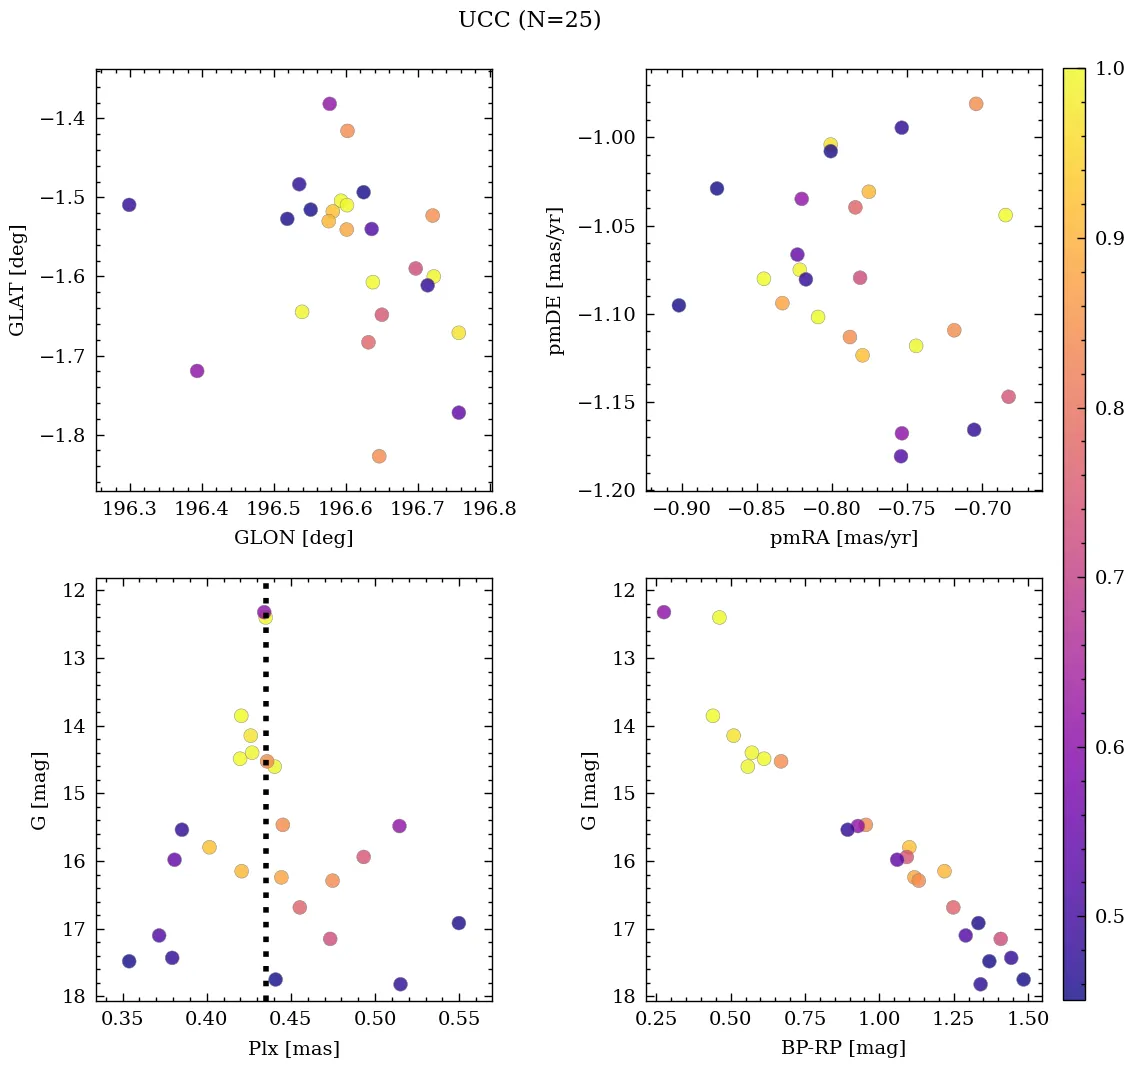 UCC (N=25)
−1.4
−1.5
−1.6
−1.7
−1.8
GLAT [deg]
196.3 196.4 196.5 196.6 196.7 196.8
GLON [deg]
−1.00
−1.05
−1.10
−1.15
−1.20
pmDE [mas/yr]
−0.90 −0.85 −0.80 −0.75 −0.70
pmRA [mas/yr]
12
13
14
15
16
17
18
G [mag]
0.35 0.40 0.45 0.50 0.55
Plx [mas]
12
13
14
15
16
17
18
G [mag]
0.25 0.50 0.75 1.00 1.25 1.50
BP-RP [mag]
1.0
0.9
0.8
0.7
0.6
0.5